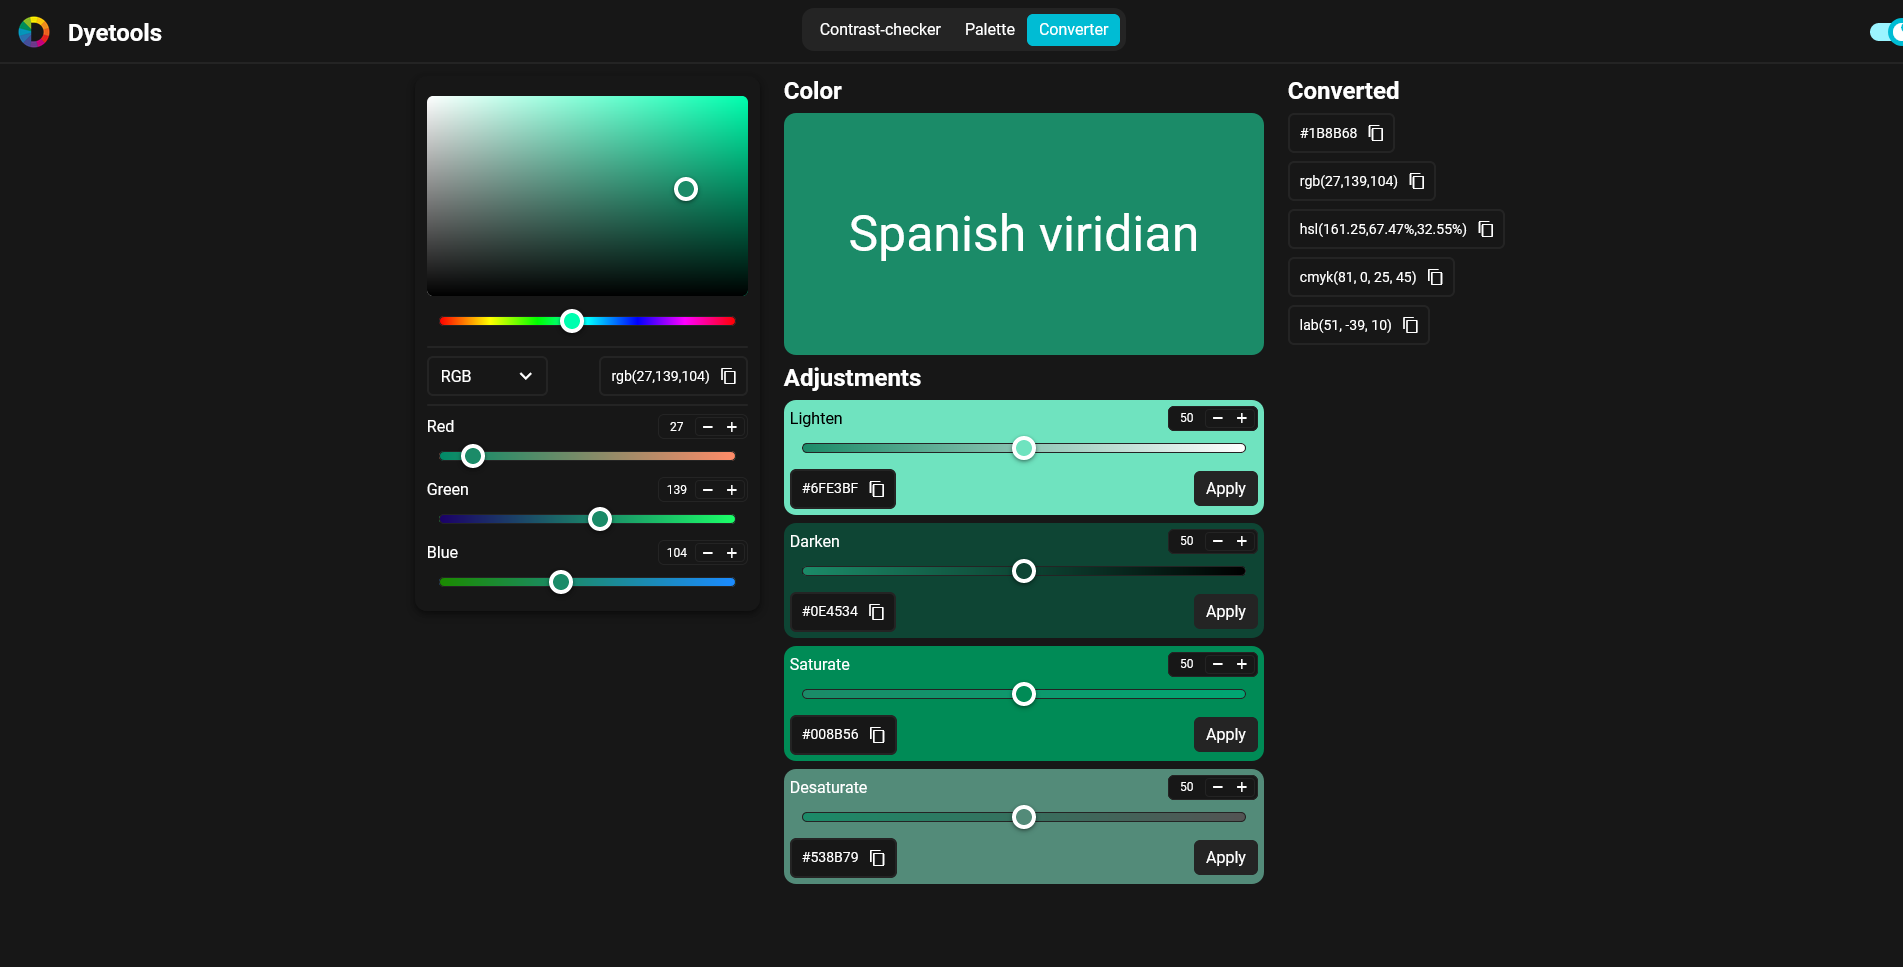 Dyetools
Contrast-checker
Palette
Converter
RGB
rgb(27,139,104)
Red
27
Green
139
Blue
104
Color
Spanish viridian
Adjustments
Lighten
50
#6FE3BF
Apply
Darken
50
#0E4534
Apply
Saturate
50
#008B56
Apply
Desaturate
50
#538B79
Apply
Converted
#1B8B68
rgb(27,139,104)
hsl(161.25,67.47%,32.55%)
cmyk(81, 0, 25, 45)
lab(51, -39, 10)